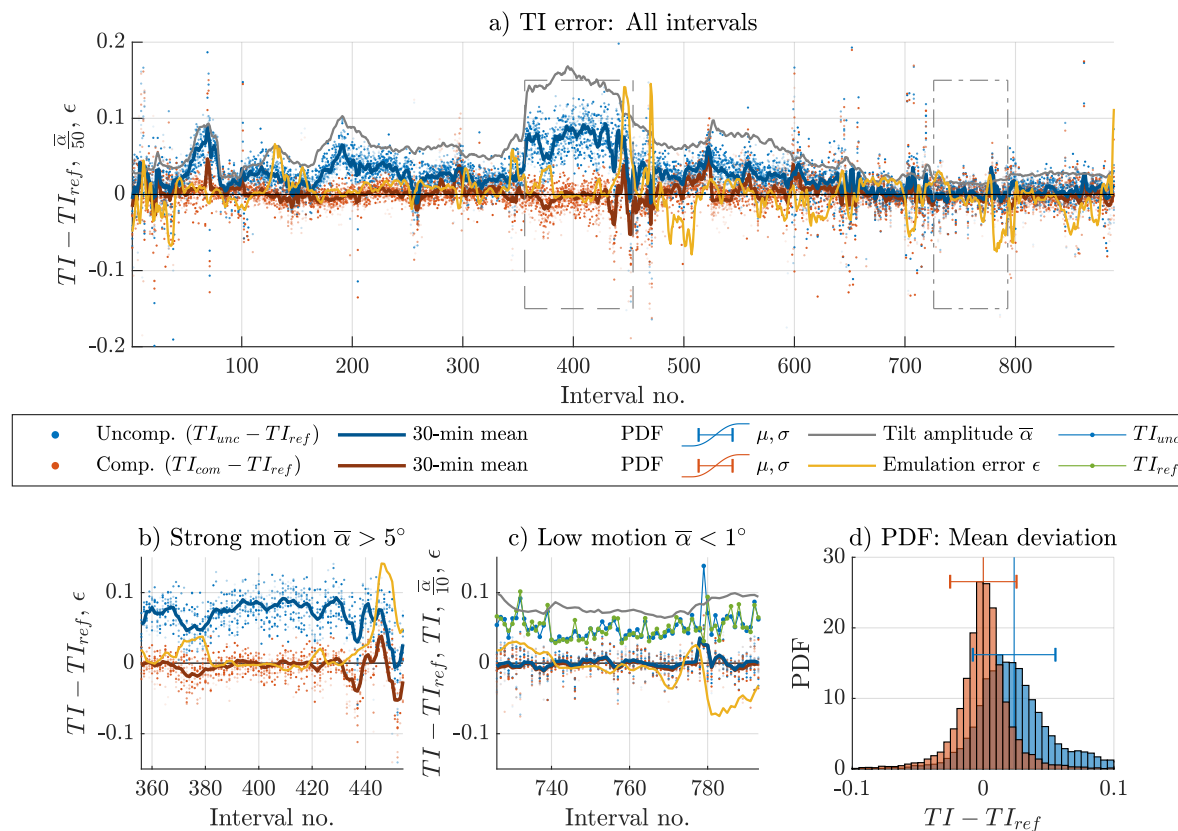 a) TI error: All intervals
TI − TI_ref, α̅/50, ϵ
0.2
0.1
0
-0.1
-0.2
100 200 300 400 500 600 700 800
Interval no.
Uncomp. (TI_unc − TI_ref) 30-min mean PDF μ, σ Tilt amplitude α̅ TI_unc
Comp. (TI_com − TI_ref) 30-min mean PDF μ, σ Emulation error ϵ TI_ref
b) Strong motion α̅ > 5°
TI − TI_ref, ϵ
0.1
0
-0.1
360 380 400 420 440
Interval no.
c) Low motion α̅ < 1°
TI − TI_ref, TI, α̅/10, ϵ
0.1
0
-0.1
740 760 780
Interval no.
d) PDF: Mean deviation
PDF
30
20
10
0
-0.1 0 0.1
TI − TI_ref